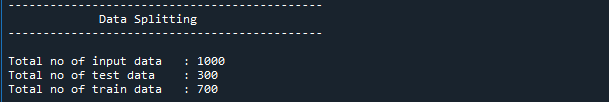 ---------------------------------------------
Data Splitting
---------------------------------------------
Total no of input data   : 1000
Total no of test data    : 300
Total no of train data   : 700